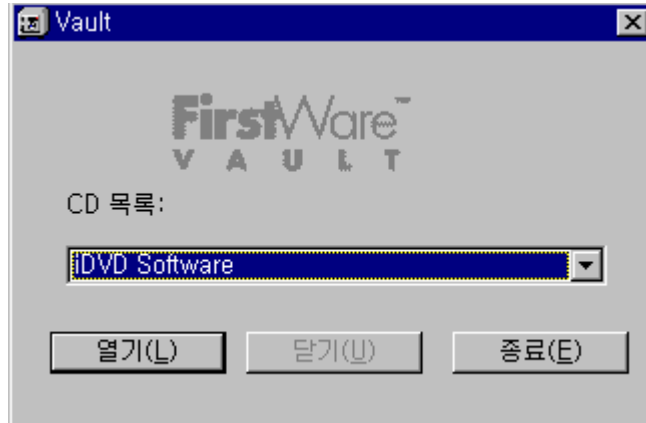 Vault
FirstWare™
VAULT
CD 목록:
iDVD Software
열기(L) 닫기(U) 종료(E)